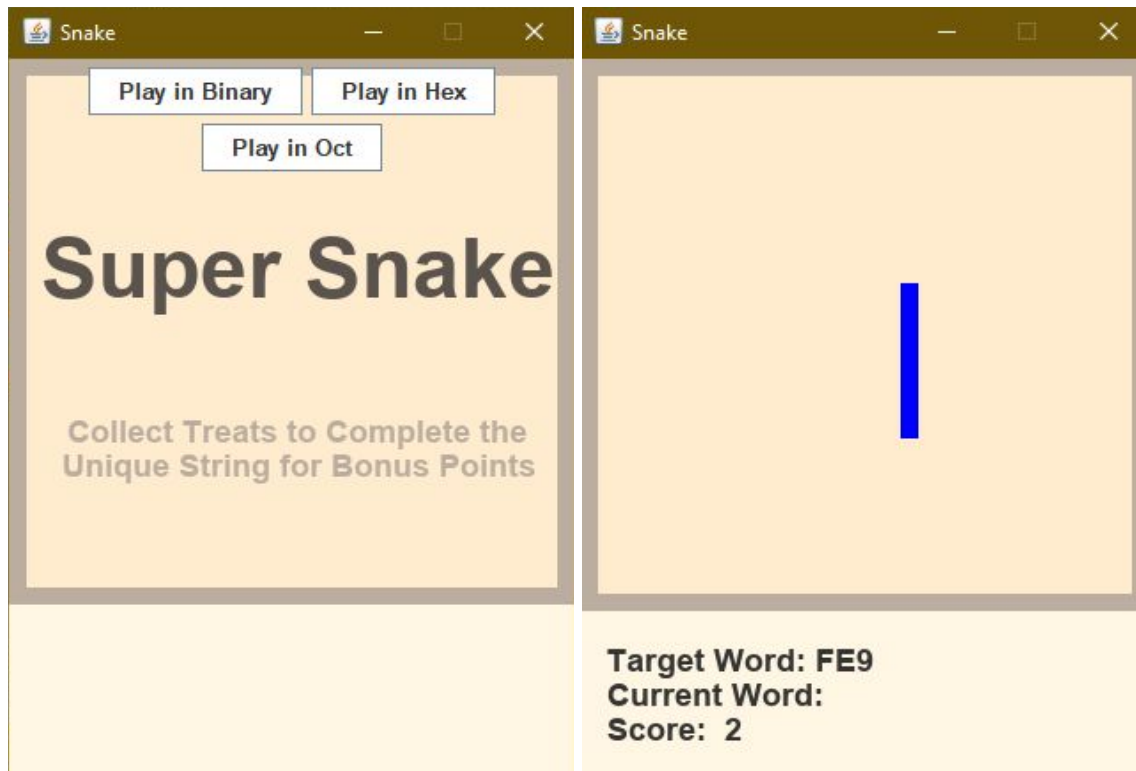 Snake
Play in Binary
Play in Hex
Play in Oct
Super Snake
Collect Treats to Complete the
Unique String for Bonus Points
Snake
Target Word: FE9
Current Word:
Score: 2